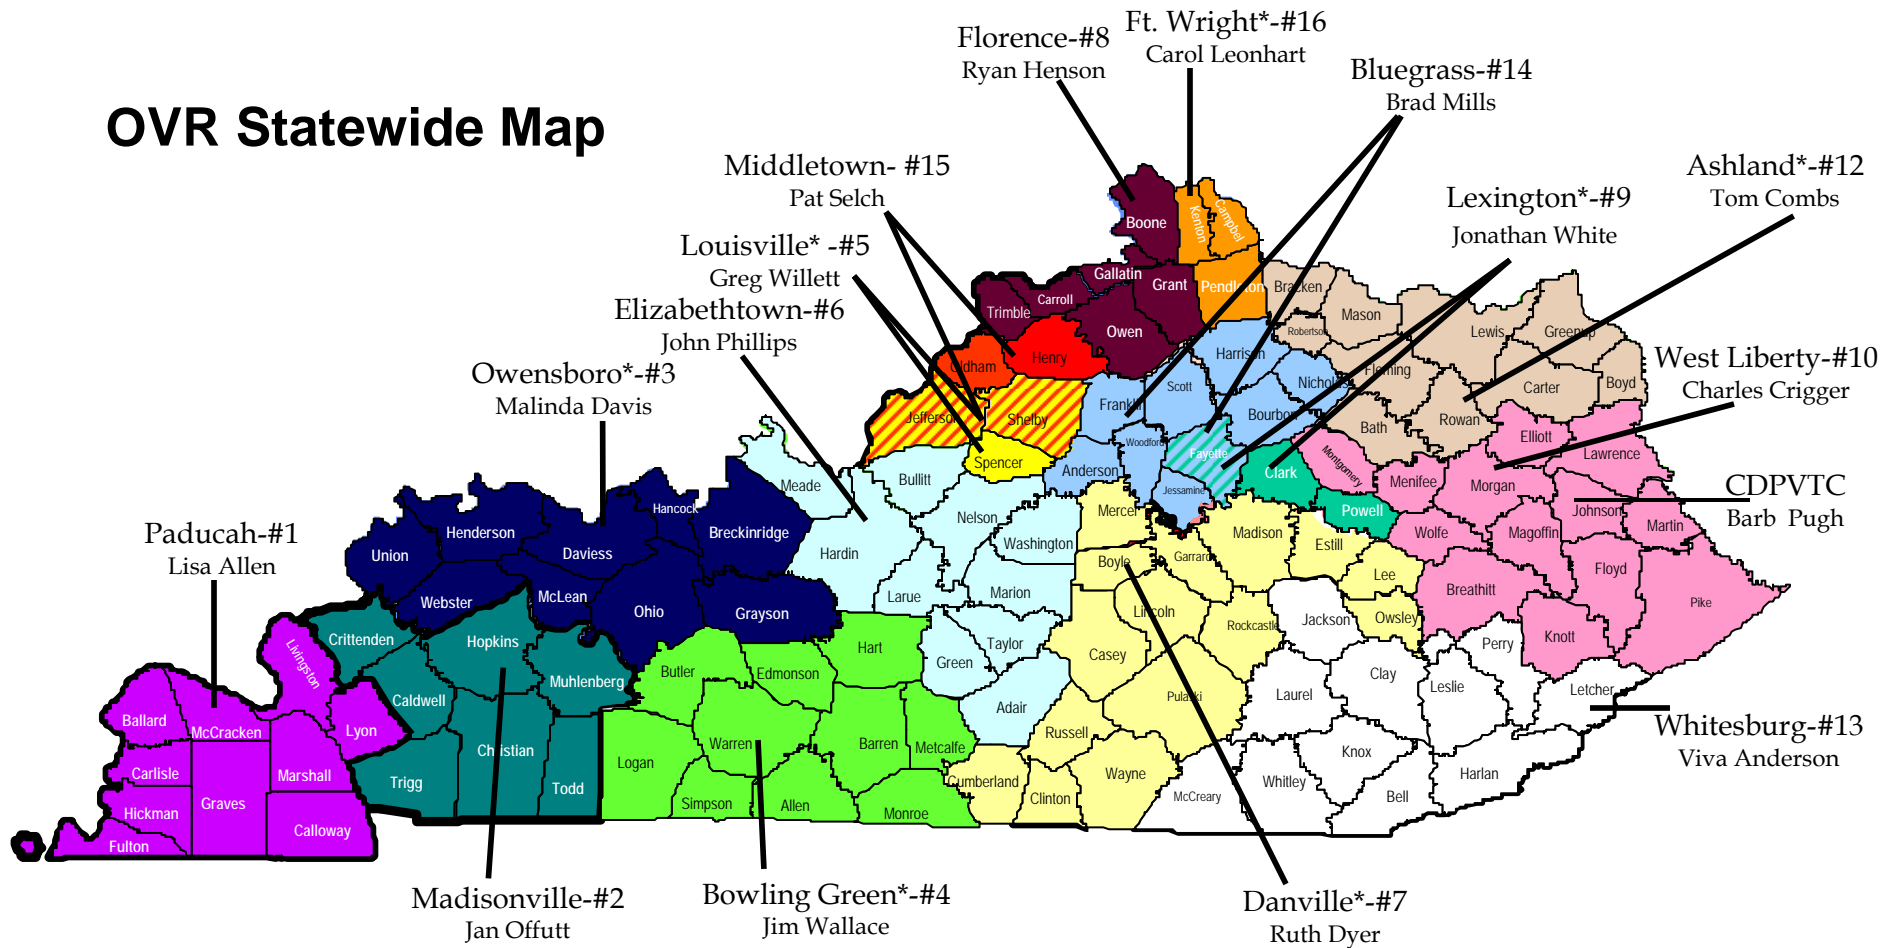 OVR Statewide Map
Florence-#8
Ryan Henson
Ft. Wright*-#16
Carol Leonhart
Bluegrass-#14
Brad Mills
Middletown- #15
Pat Selch
Ashland*-#12
Tom Combs
Lexington*-#9
Jonathan White
Louisville* -#5
Greg Willett
Elizabethtown-#6
John Phillips
Owensboro*-#3
Malinda Davis
West Liberty-#10
Charles Crigger
CDPVTC
Barb Pugh
Paducah-#1
Lisa Allen
Whitesburg-#13
Viva Anderson
Madisonville-#2
Jan Offutt
Bowling Green*-#4
Jim Wallace
Danville*-#7
Ruth Dyer
Boone
Kenton
Campbel
Gallatin
Grant
Pendleton
Carroll
Trimble
Owen
Bracken
Mason
Robertson
Lewis
Greenup
Henry
Oldham
Harrison
Fleming
Nicholas
Carter
Boyd
Scott
Franklin
Bourbon
Rowan
Bath
Jefferson
Shelby
Woodford
Fayette
Elliott
Lawrence
Montgomery
Spencer
Anderson
Clark
Menifee
Morgan
Meade
Bullitt
Jessamine
Powell
Johnson
Martin
Hancock
Nelson
Mercer
Henderson
Breckinridge
Washington
Madison
Estill
Wolfe
Magoffin
Union
Daviess
Hardin
Boyle
Garrard
Lee
Floyd
Webster
McLean
Ohio
Grayson
Larue
Marion
Lincoln
Breathitt
Pike
Crittenden
Hopkins
Rockcastle
Jackson
Owsley
Knott
Livingston
Hart
Taylor
Green
Casey
Perry
Butler
Edmonson
Muhlenberg
Caldwell
Clay
Leslie
Letcher
Laurel
Pulaski
Adair
Ballard
McCracken
Lyon
Russell
Christian
Warren
Barren
Metcalfe
Knox
Logan
Carlisle
Marshall
Trigg
Todd
Cumberland
Wayne
Whitley
Harlan
Graves
Hickman
Simpson
Allen
Monroe
Clinton
McCreary
Bell
Calloway
Fulton